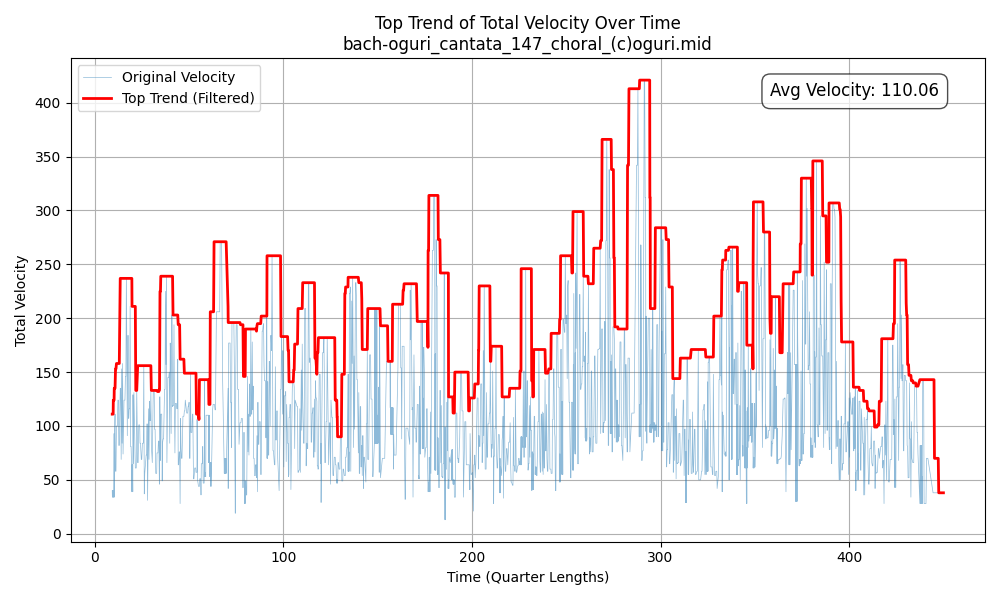 Top Trend of Total Velocity Over Time
bach-oguri_cantata_147_choral_(c)oguri.mid
Original Velocity
Top Trend (Filtered)
Avg Velocity: 110.06
Total Velocity
400
350
300
250
200
150
100
50
0
0 100 200 300 400
Time (Quarter Lengths)